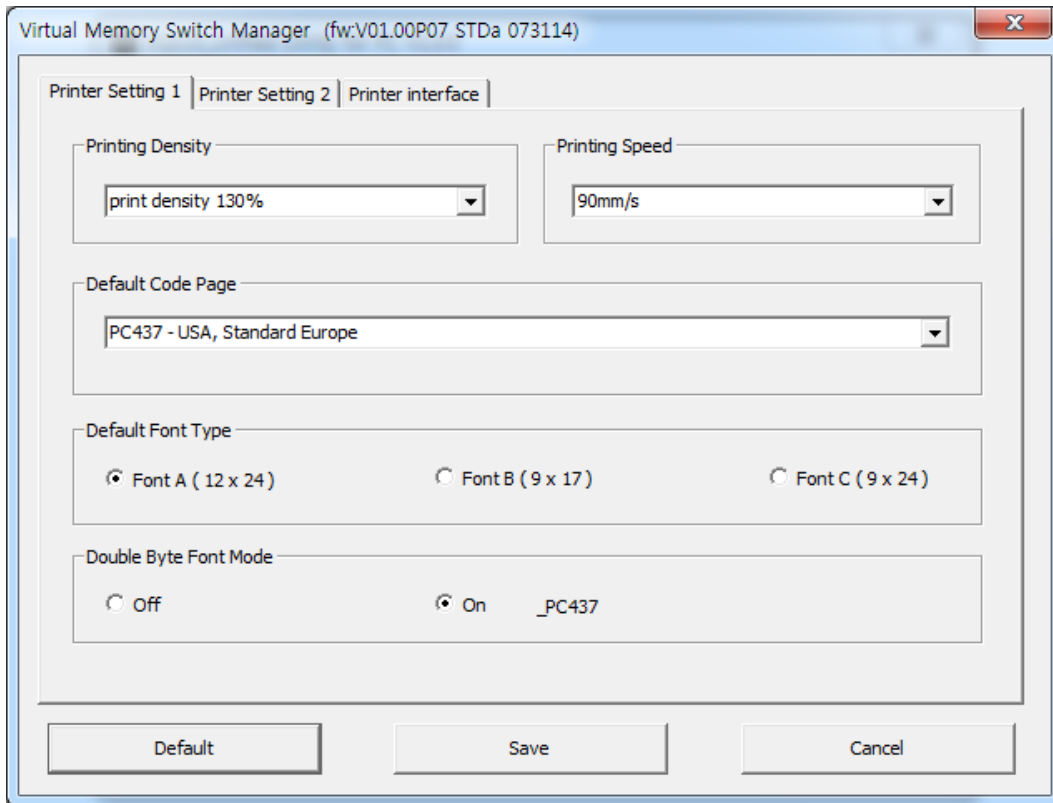 Virtual Memory Switch Manager (fw:V01.00P07 STDa 073114)
Printer Setting 1 Printer Setting 2 Printer interface
Printing Density
print density 130%
Printing Speed
90mm/s
Default Code Page
PC437 - USA, Standard Europe
Default Font Type
Font A ( 12 x 24 ) Font B ( 9 x 17 ) Font C ( 9 x 24 )
Double Byte Font Mode
Off On _PC437
Default Save Cancel